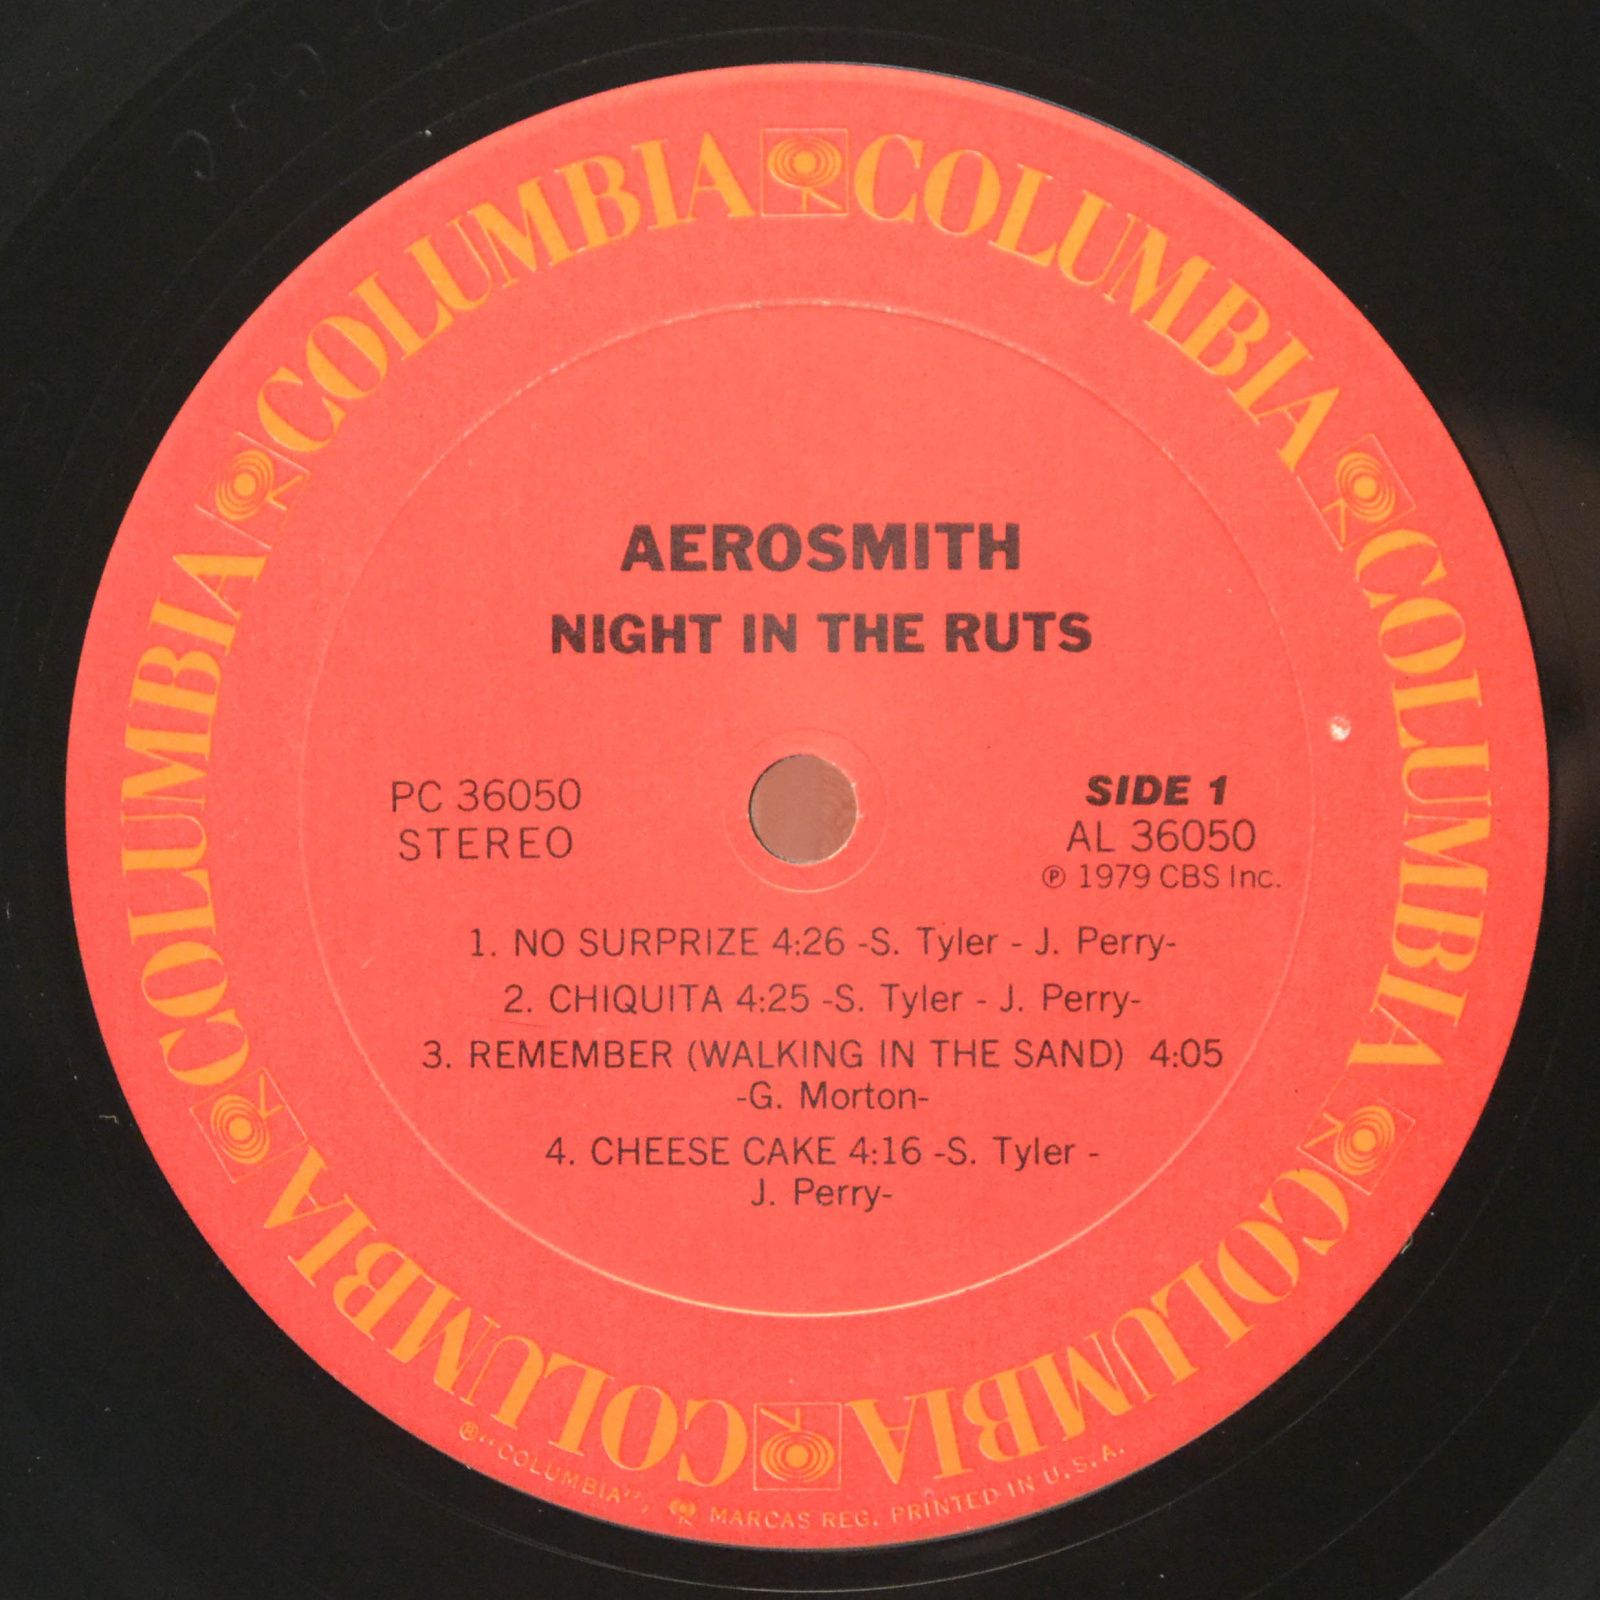 COLUMBIA COLUMBIA COLUMBIA COLUMBIA COLUMBIA COLUMBIA
AEROSMITH
NIGHT IN THE RUTS
PC 36050
STEREO
SIDE 1
AL 36050
℗ 1979 CBS Inc.
1. NO SURPRIZE 4:26 -S. Tyler - J. Perry-
2. CHIQUITA 4:25 -S. Tyler - J. Perry-
3. REMEMBER (WALKING IN THE SAND) 4:05
-G. Morton-
4. CHEESE CAKE 4:16 -S. Tyler -
J. Perry-
® "COLUMBIA", MARCAS REG. PRINTED IN U.S.A.